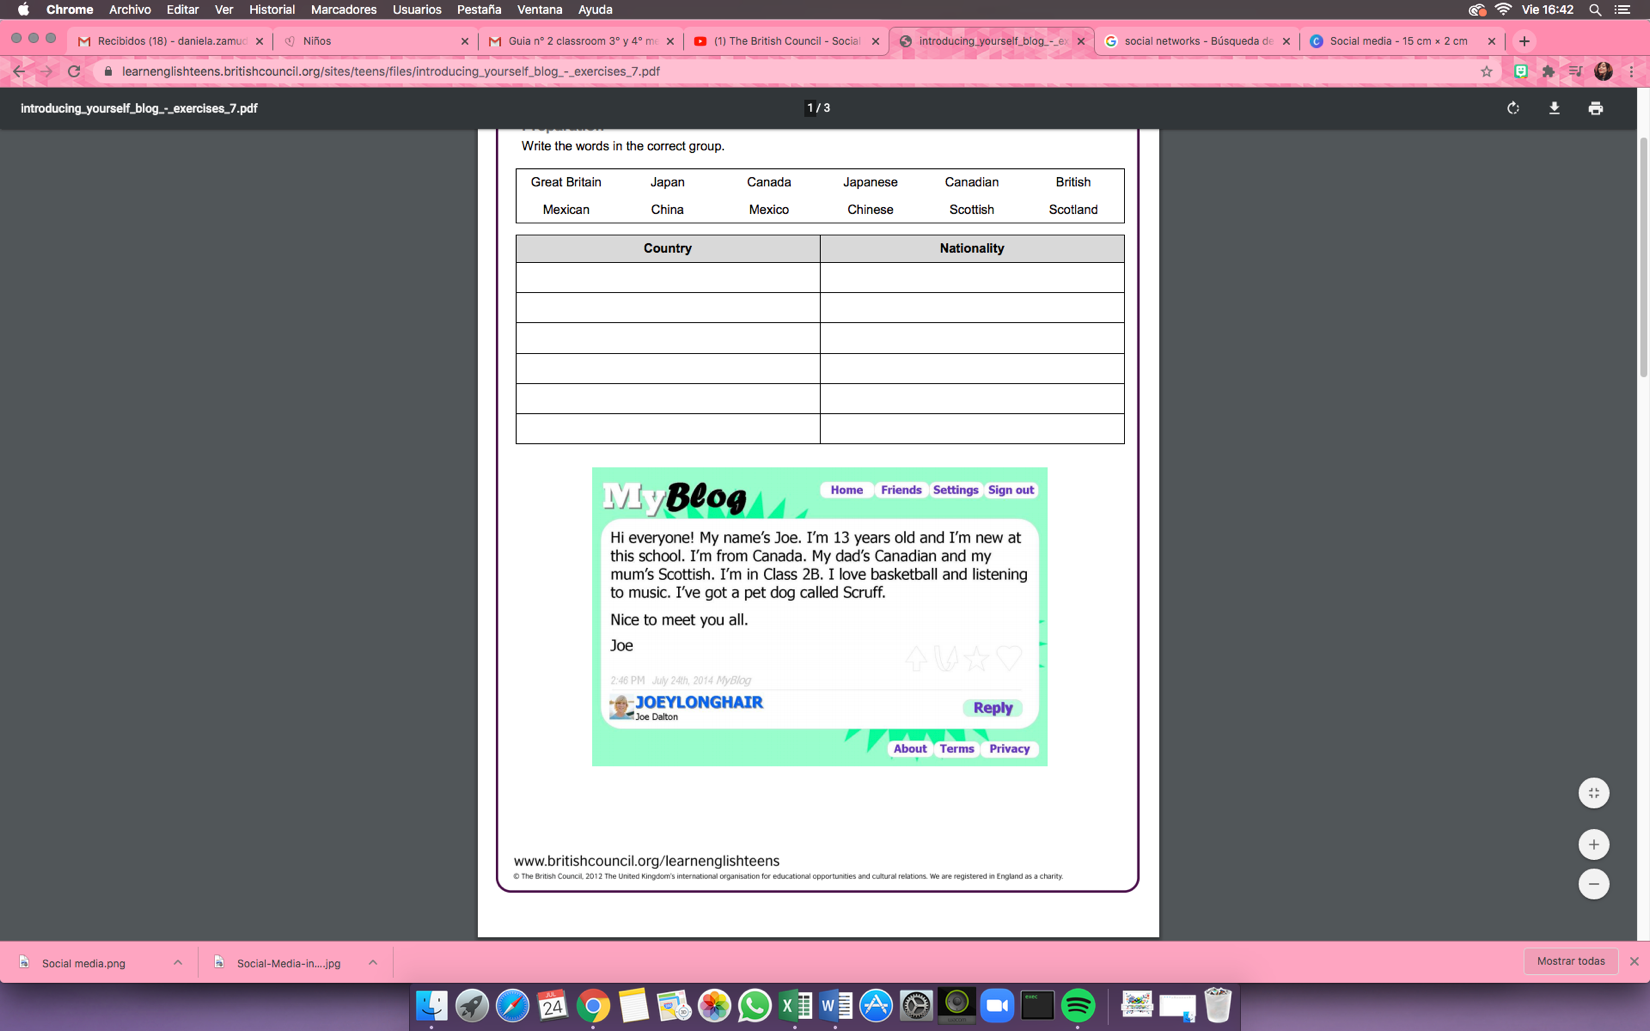 Chrome Archivo Editar Ver Historial Marcadores Usuarios Pestaña Ventana Ayuda Vie 16:42
Recibidos (18) - daniela.zamud Niños Guia n° 2 classroom 3° y 4° me (1) The British Council - Social introducing_yourself_blog_-_ex social networks - Búsqueda de Social media - 15 cm × 2 cm
learnenglishteens.britishcouncil.org/sites/teens/files/introducing_yourself_blog_-_exercises_7.pdf
introducing_yourself_blog_-_exercises_7.pdf 1 / 3
Write the words in the correct group.
Great Britain Japan Canada Japanese Canadian British
Mexican China Mexico Chinese Scottish Scotland
Country Nationality
MyBlog Home Friends Settings Sign out
Hi everyone! My name's Joe. I'm 13 years old and I'm new at
this school. I'm from Canada. My dad's Canadian and my
mum's Scottish. I'm in Class 2B. I love basketball and listening
to music. I've got a pet dog called Scruff.
Nice to meet you all.
Joe
2:46 PM July 24th, 2014 MyBlog
JOEYLONGHAIR
Joe Dalton
Reply
About Terms Privacy
www.britishcouncil.org/learnenglishteens
© The British Council, 2012 The United Kingdom's international organisation for educational opportunities and cultural relations. We are registered in England as a charity.
Social media.png Social-Media-in....jpg Mostrar todas
JUL
24